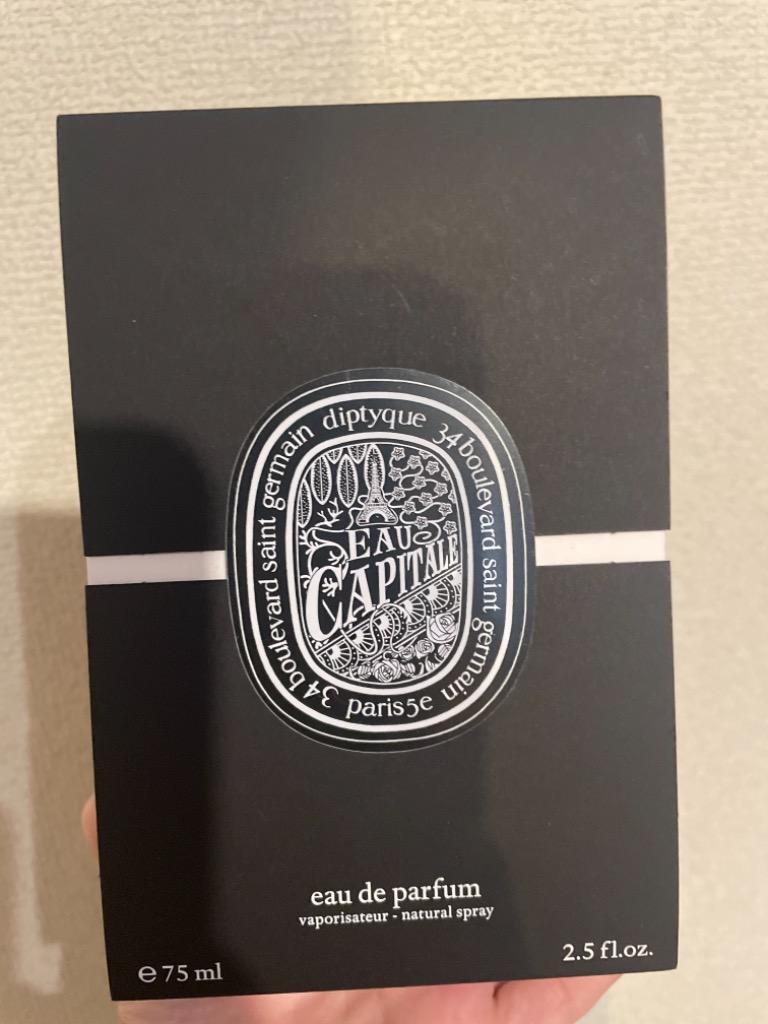 diptyque 34 boulevard saint germain paris 5e 34 boulevard saint germain
EAU
CAPITALE
eau de parfum
vaporisateur - natural spray
e 75 ml
2.5 fl.oz.